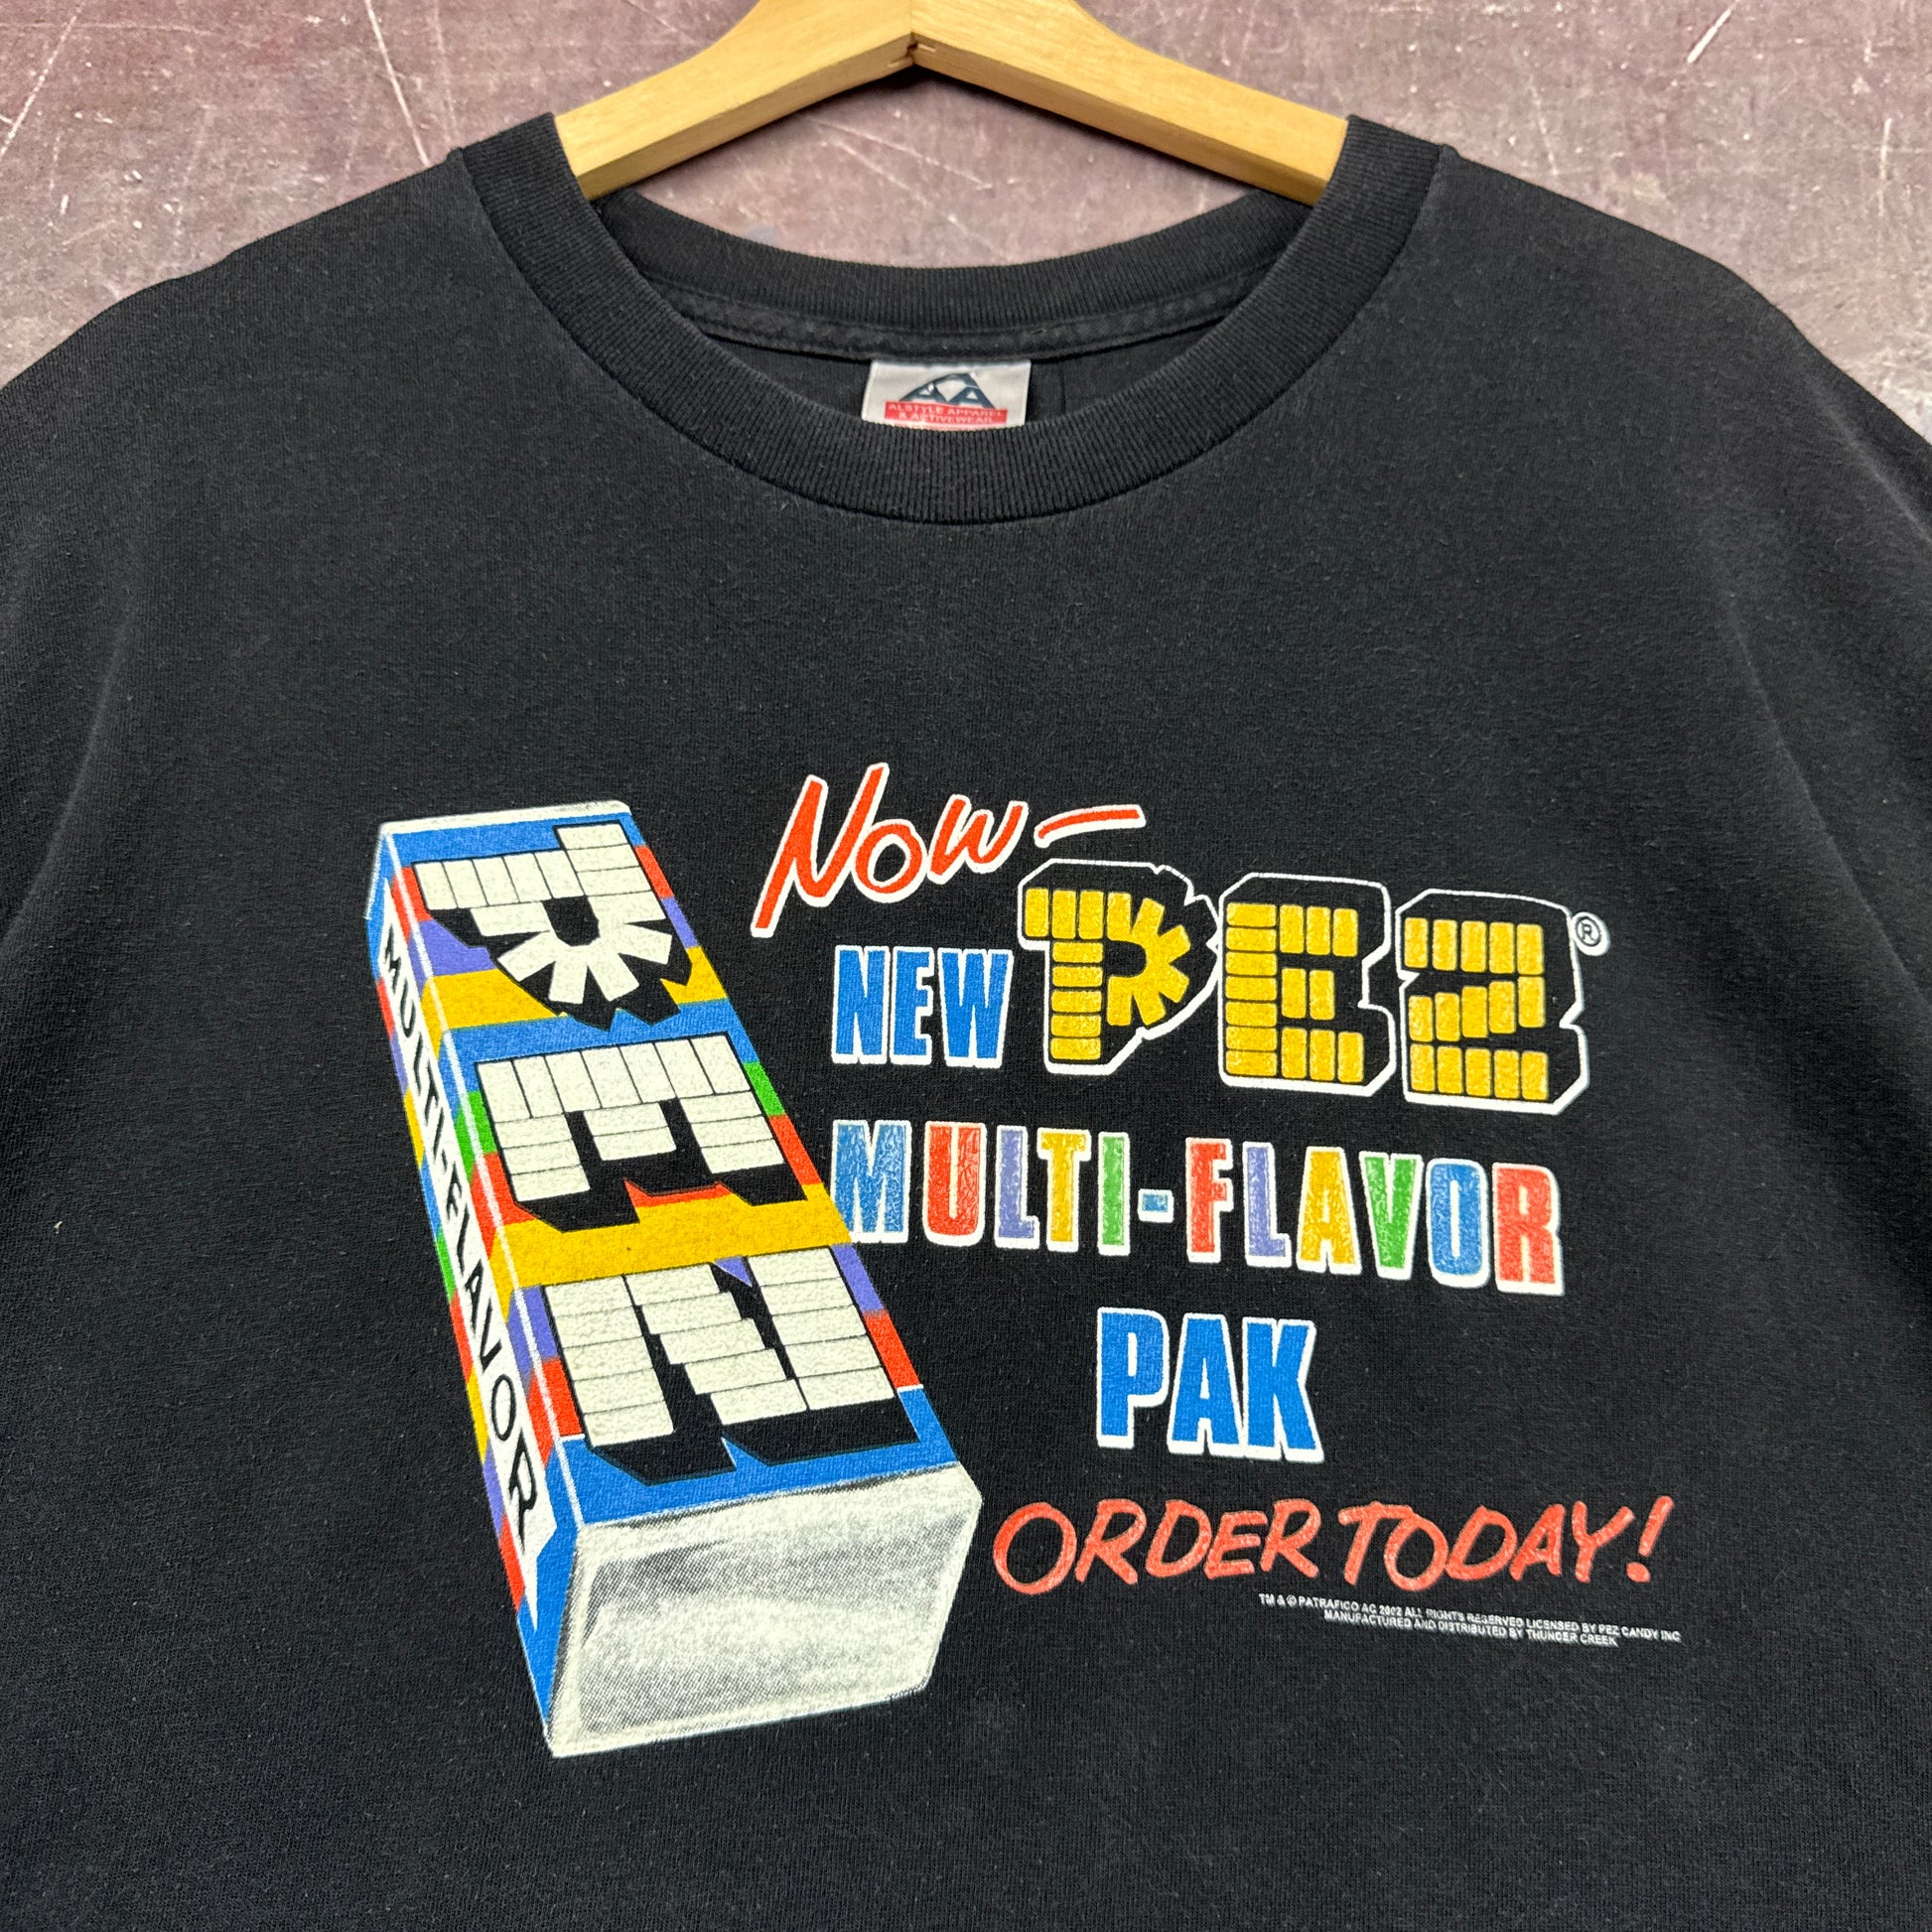 AA
ALSTYLE APPAREL
& ACTIVEWEAR
Now—
NEW PEZ®
MULTI-FLAVOR
PAK
ORDER TODAY!
TM & © PATRAFICO AG 2002 ALL RIGHTS RESERVED LICENSED BY PEZ CANDY INC
MANUFACTURED AND DISTRIBUTED BY THUNDER CREEK
PEZ
MULTI-FLAVOR